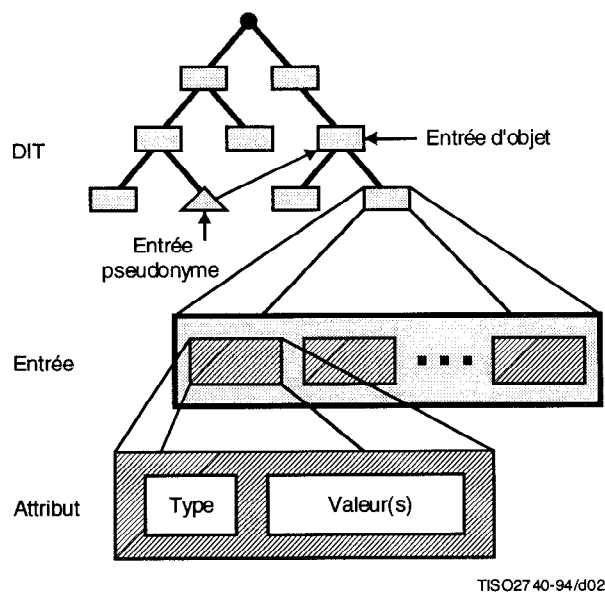 DIT
Entrée d'objet
Entrée
pseudonyme
Entrée
Attribut
Type
Valeur(s)
TISO2740-94/d02